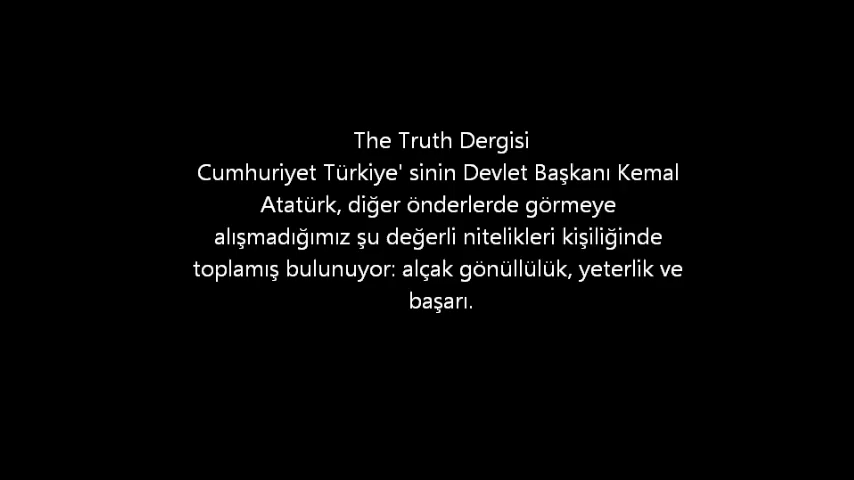 The Truth Dergisi
Cumhuriyet Türkiye' sinin Devlet Başkanı Kemal
Atatürk, diğer önderlerde görmeye
alışmadığımız şu değerli nitelikleri kişiliğinde
toplamış bulunuyor: alçak gönüllülük, yeterlik ve
başarı.